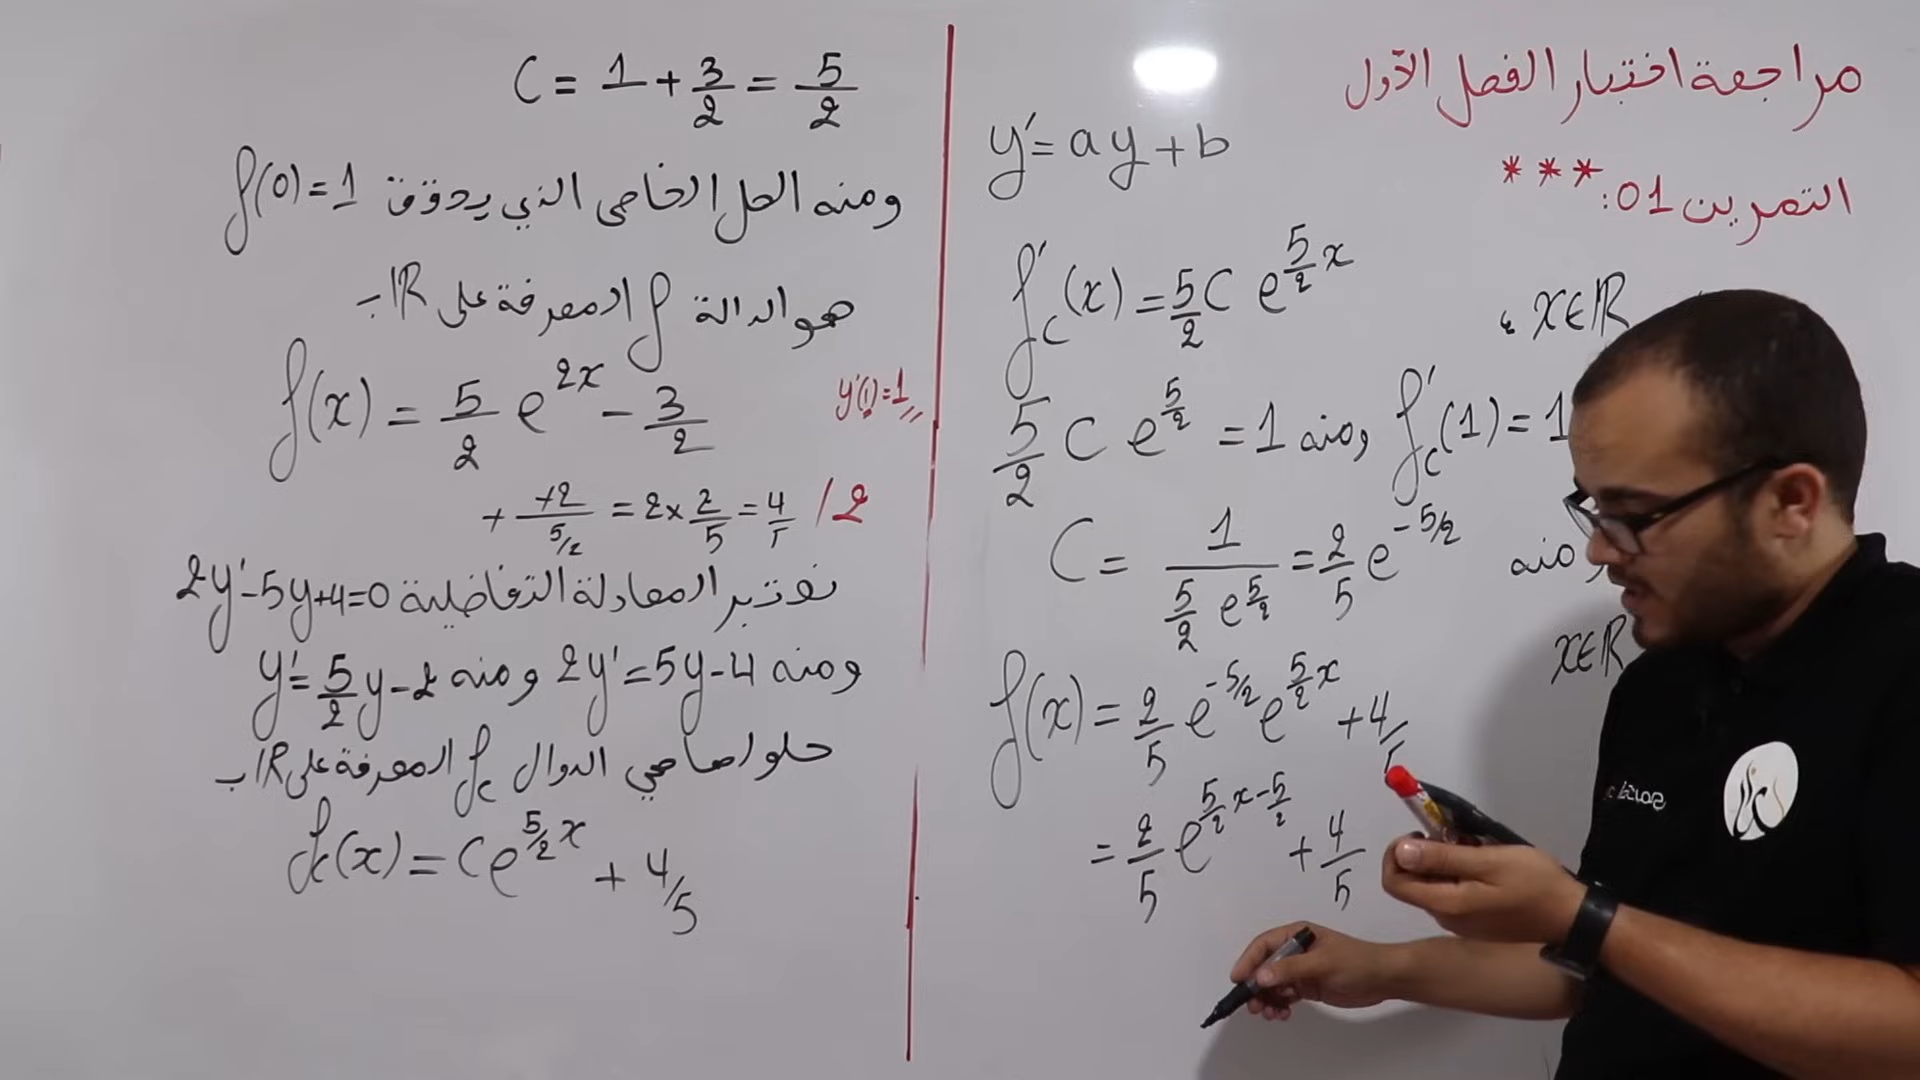 مراجعة اختبار الفصل الأول
التمرين 01: ***
y' = ay + b
x∈ℝ ،
f'_c(x) = 5/2 C e^{5/2 x}
f'_c(1) = 1 ومنه 5/2 C e^{5/2} = 1
ومنه C = 1/(5/2 e^{5/2}) = 2/5 e^{-5/2}
x∈ℝ
f(x) = 2/5 e^{-5/2} e^{5/2 x} + 4/5
= 2/5 e^{5/2 x - 5/2} + 4/5
C = 1 + 3/2 = 5/2
ومنه الحل الخاص الذي يحقق f(0) = 1
هو الدالة f المعرفة على ℝ بـ
f(x) = 5/2 e^{2x} - 3/2
y'(1) = 1
+ +2/(5/2) = 2 × 2/5 = 4/5 /2
نعتبر المعادلة التفاضلية 2y' - 5y + 4 = 0
ومنه 2y' = 5y - 4 ومنه y' = 5/2 y - 2
حلولها هي الدوال f_c المعرفة على ℝ بـ
f_c(x) = C e^{5/2 x} + 4/5